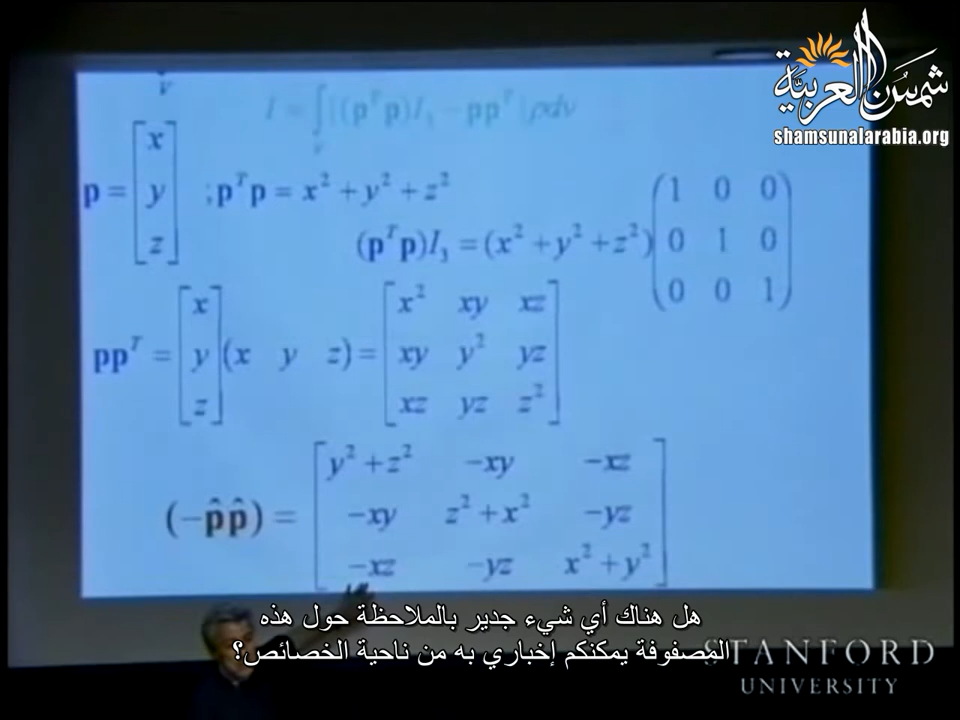 شمس العربية
shamsunalarabia.org
v
I = ∫ [(pᵀp)I₃ − ppᵀ]ρdv
v
p = [x; y; z] ; pᵀp = x² + y² + z²
(pᵀp)I₃ = (x² + y² + z²) (1 0 0; 0 1 0; 0 0 1)
ppᵀ = [x; y; z] (x y z) = [x² xy xz; xy y² yz; xz yz z²]
(−p̂p̂) = [y² + z² −xy −xz; −xy z² + x² −yz; −xz −yz x² + y²]
هل هناك أي شيء جدير بالملاحظة حول هذه
المصفوفة يمكنكم إخباري به من ناحية الخصائص؟
STANFORD
UNIVERSITY